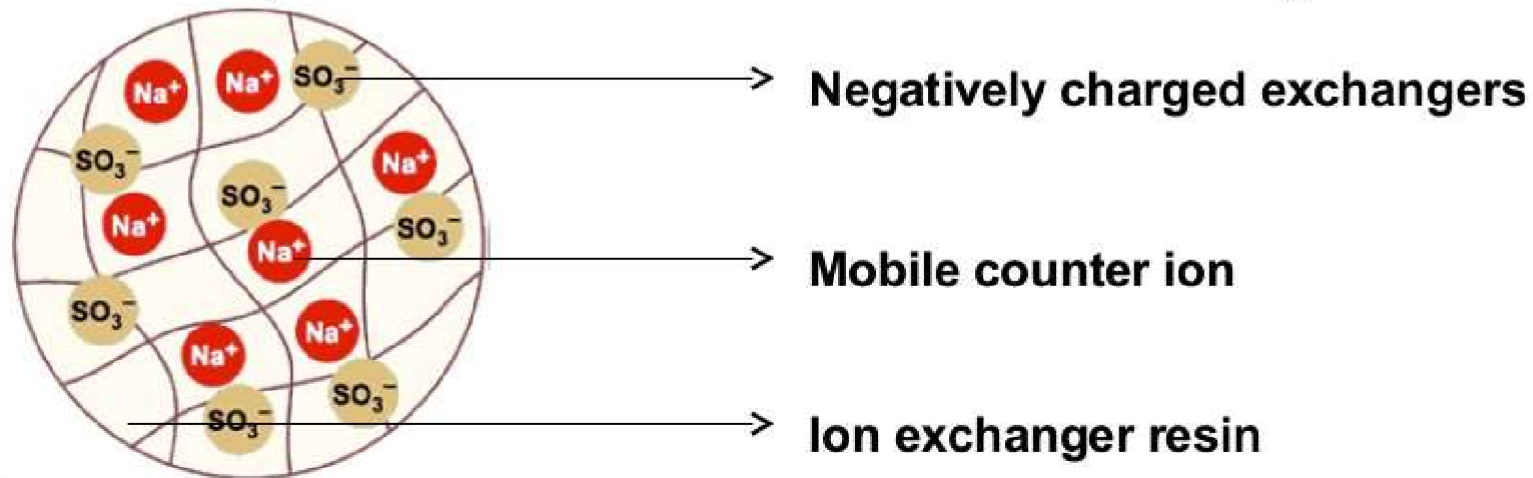 Na⁺ Na⁺ SO₃⁻
Negatively charged exchangers
SO₃⁻ Na⁺
SO₃⁻
Na⁺ SO₃⁻
Na⁺
Mobile counter ion
SO₃⁻
Na⁺ Na⁺
SO₃⁻ SO₃⁻
Ion exchanger resin